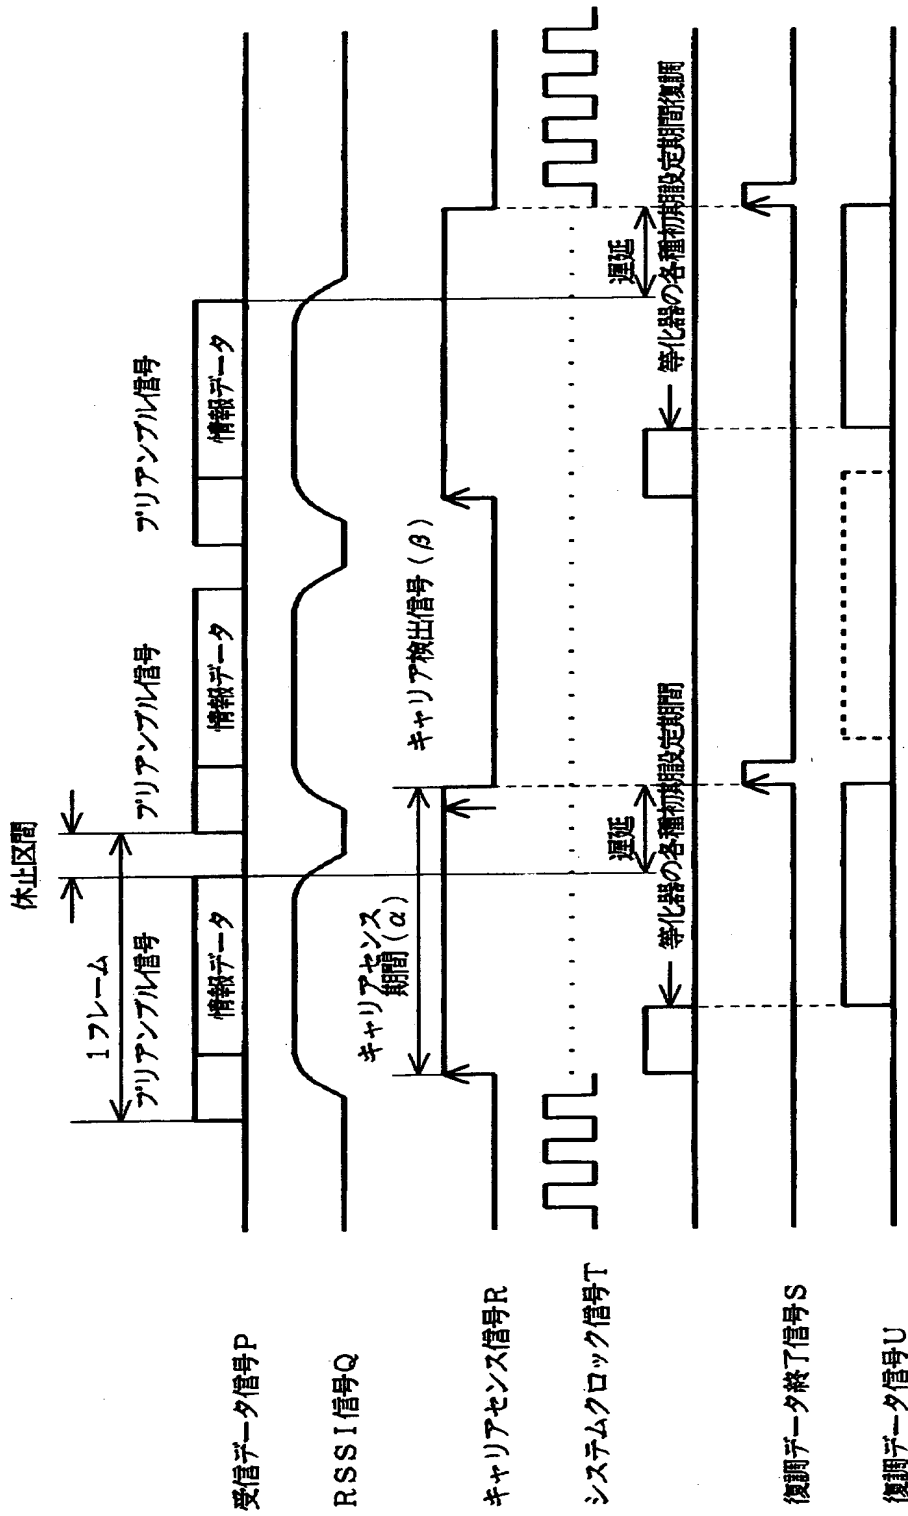 休止区間
1フレーム
プリアンブル信号
プリアンブル信号
プリアンブル信号
受信データ信号P
情報データ
情報データ
情報データ
RSSI信号Q
キャリアセンス
期間(α)
キャリア検出信号(β)
キャリアセンス信号R
システムクロック信号T
遅延
遅延
等化器の各種初期設定期間
等化器の各種初期設定期間復調
復調データ終了信号S
復調データ信号U